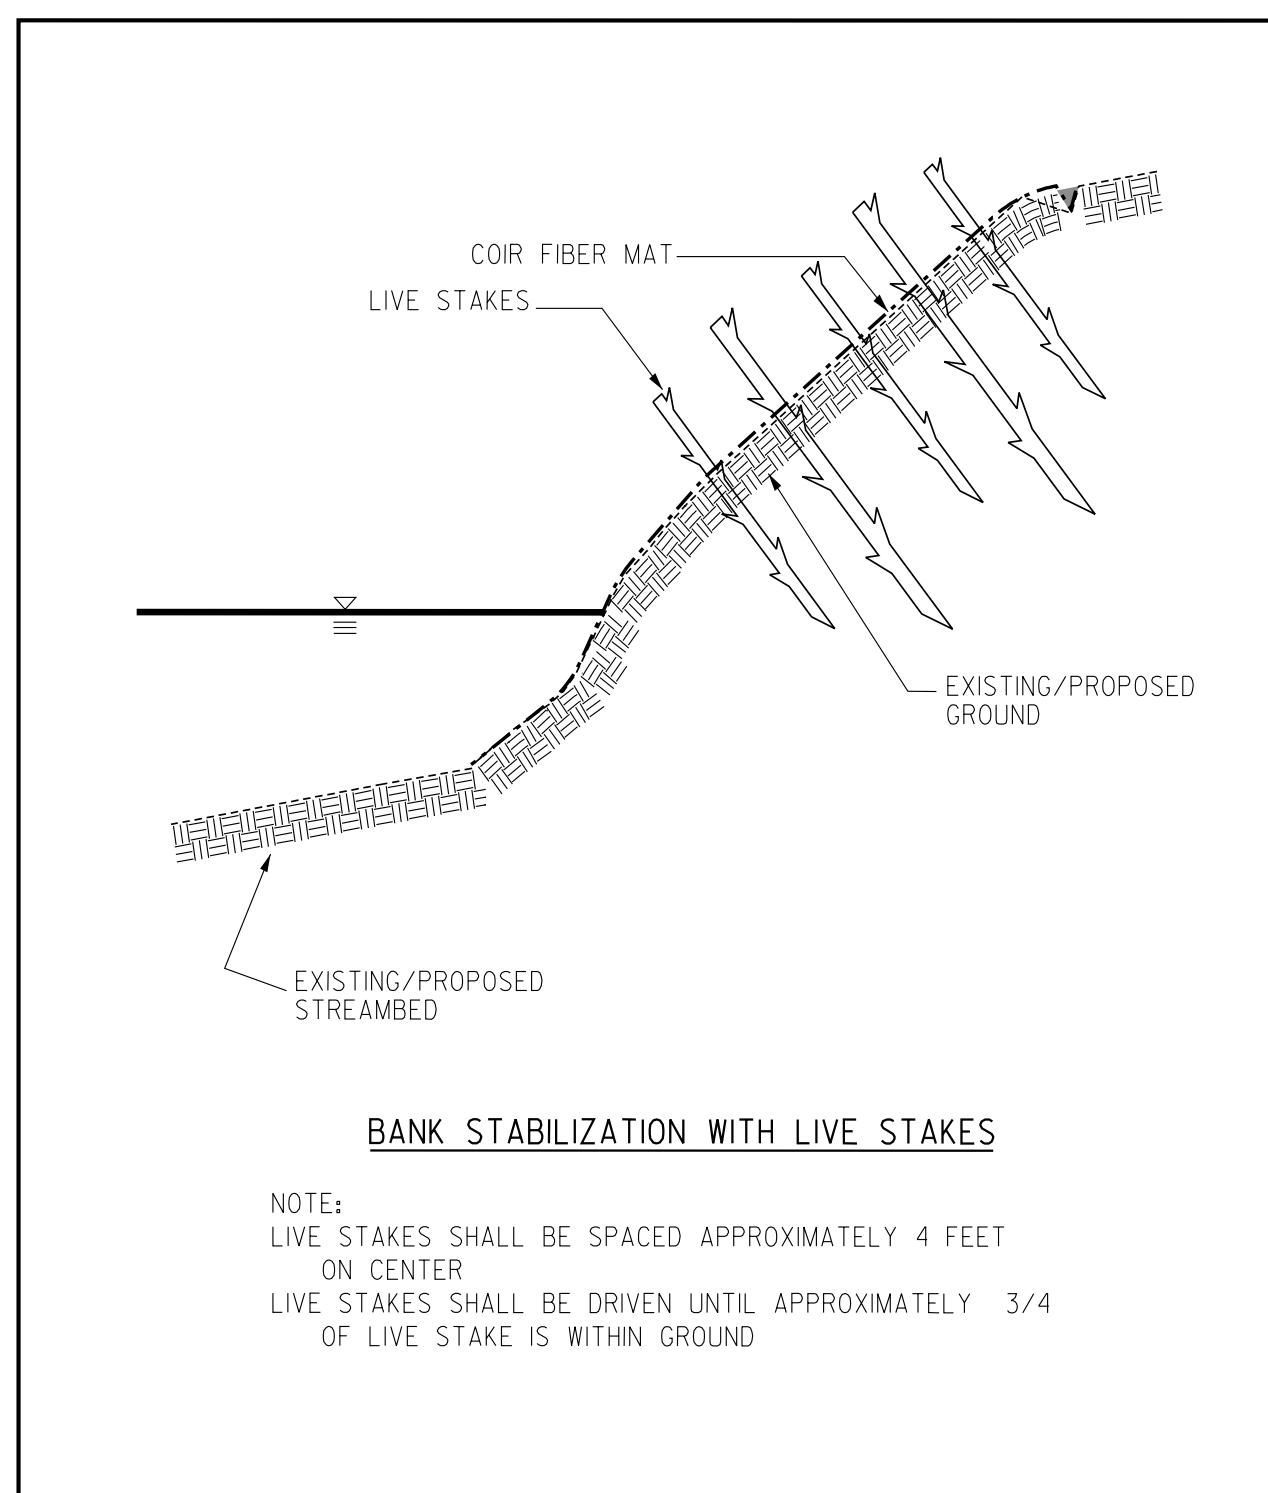 COIR FIBER MAT
LIVE STAKES
EXISTING/PROPOSED
GROUND
EXISTING/PROPOSED
STREAMBED
BANK STABILIZATION WITH LIVE STAKES
NOTE:
LIVE STAKES SHALL BE SPACED APPROXIMATELY 4 FEET
ON CENTER
LIVE STAKES SHALL BE DRIVEN UNTIL APPROXIMATELY 3/4
OF LIVE STAKE IS WITHIN GROUND